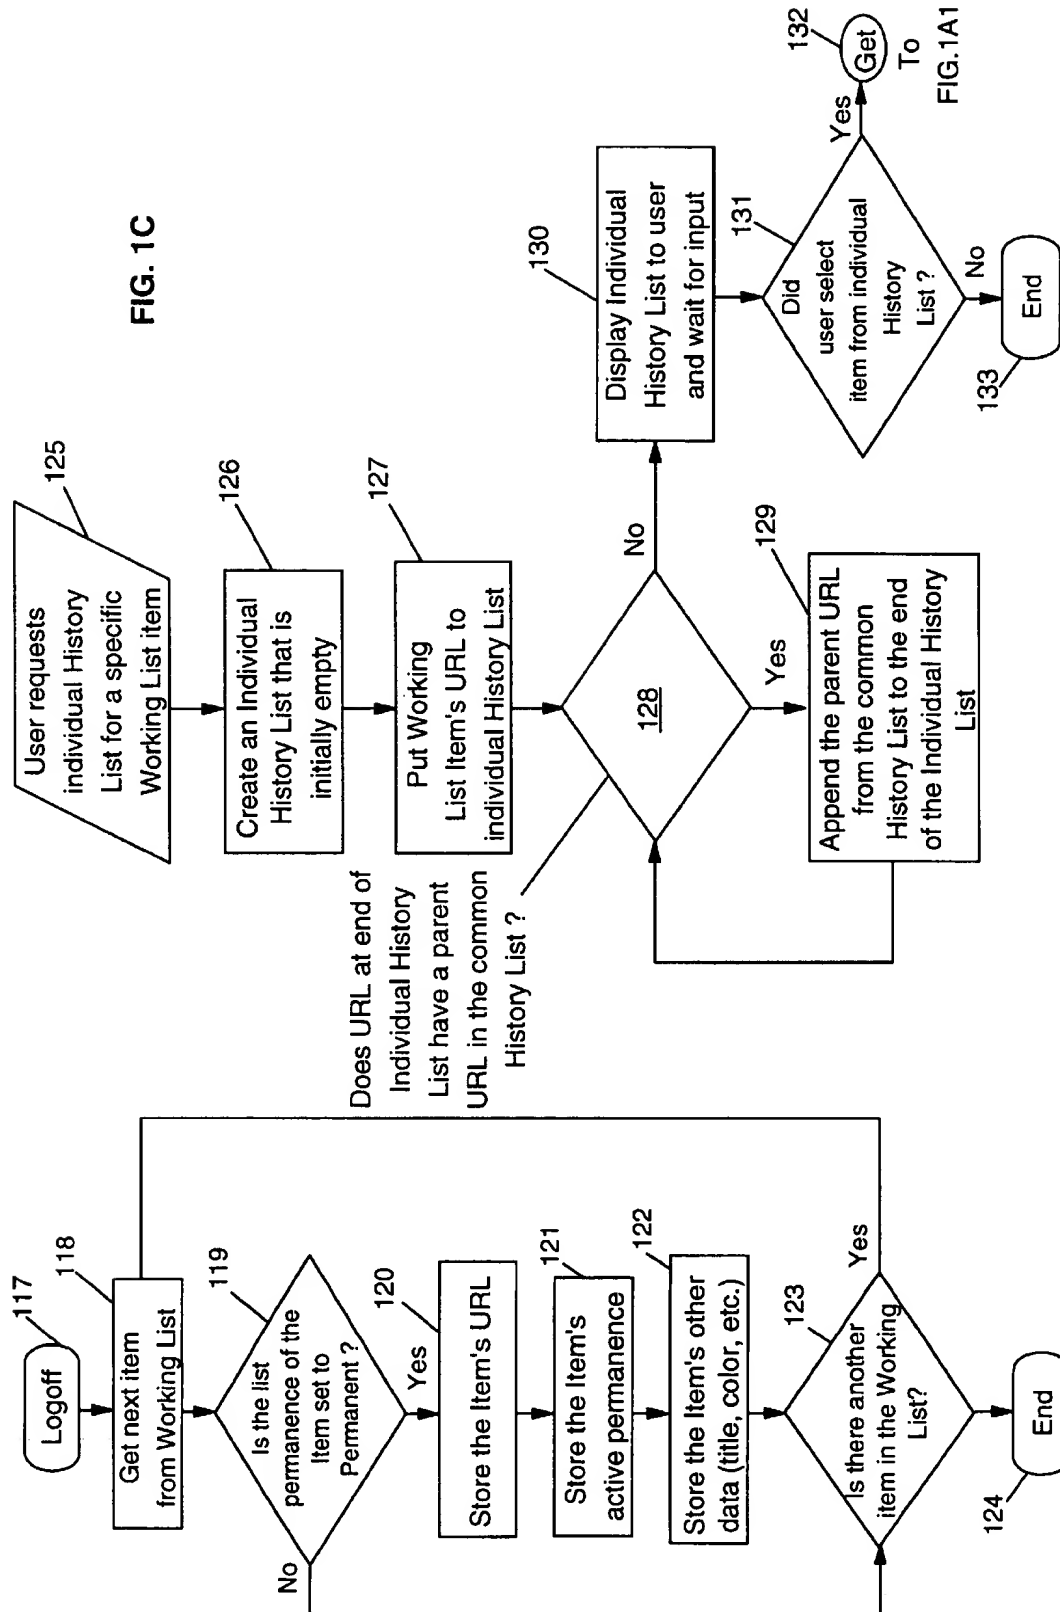 FIG. 1C
117
Logoff
118
Get next item
from Working List
119
Is the list
permanence of the
Item set to
Permanent ?
No
Yes
120
Store the Item's URL
121
Store the Item's
active permanence
122
Store the Item's other
data (title, color, etc.)
123
Is there another
item in the Working
List?
Yes
124
End
125
User requests
individual History
List for a specific
Working List item
126
Create an Individual
History List that is
initially empty
127
Put Working
List Item's URL to
individual History List
Does URL at end of
Individual History
List have a parent
URL in the common
History List ?
128
No
Yes
129
Append the parent URL
from the common
History List to the end
of the Individual History
List
130
Display Individual
History List to user
and wait for input
131
Did
user select
item from individual
History
List ?
Yes
132
Get
To
FIG.1A1
No
133
End